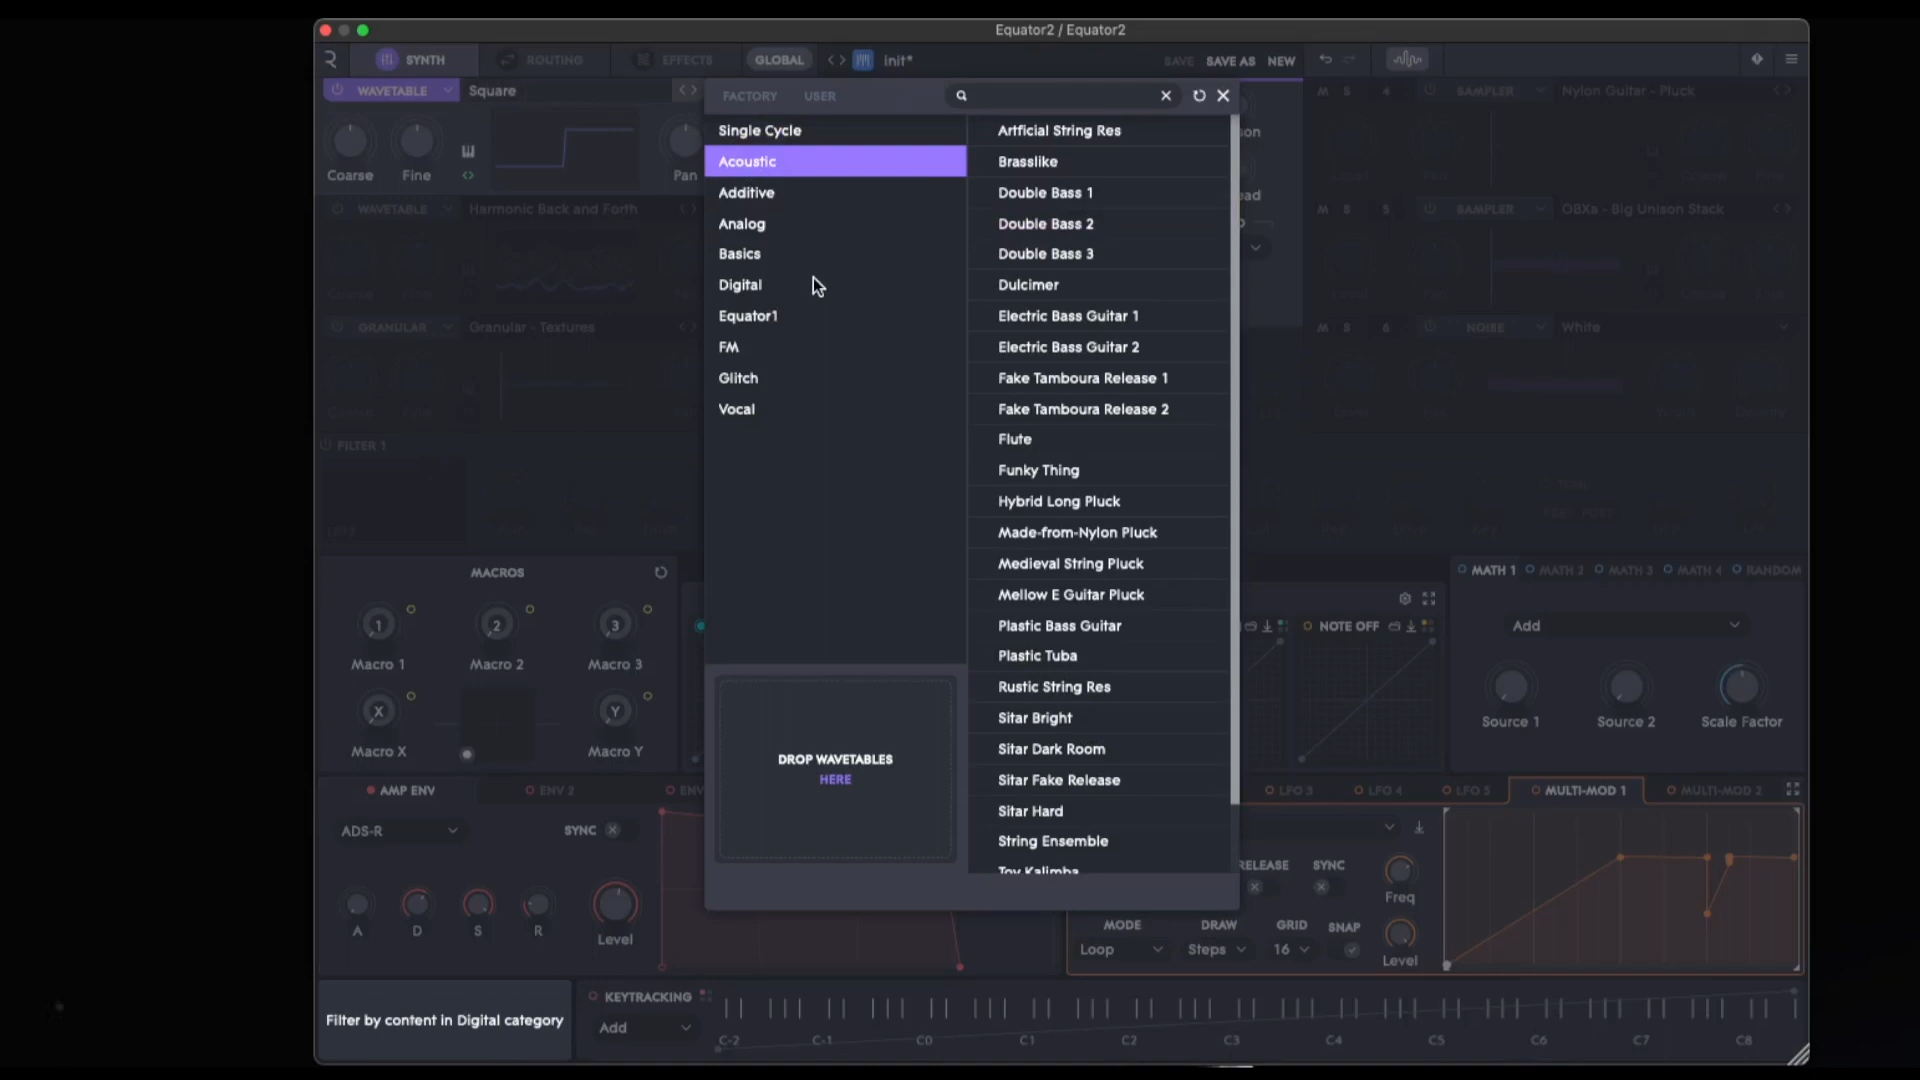 Equator2 / Equator2
SYNTH
ROUTING
EFFECTS
GLOBAL
init*
SAVE
SAVE AS
NEW
WAVETABLE
Square
Coarse
Fine
Pan
WAVETABLE
Harmonic Back and Forth
GRANULAR
Granular - Textures
FILTER 1
FACTORY
USER
Single Cycle
Acoustic
Additive
Analog
Basics
Digital
Equator1
FM
Glitch
Vocal
DROP WAVETABLES
HERE
Artficial String Res
Brasslike
Double Bass 1
Double Bass 2
Double Bass 3
Dulcimer
Electric Bass Guitar 1
Electric Bass Guitar 2
Fake Tamboura Release 1
Fake Tamboura Release 2
Flute
Funky Thing
Hybrid Long Pluck
Made-from-Nylon Pluck
Medieval String Pluck
Mellow E Guitar Pluck
Plastic Bass Guitar
Plastic Tuba
Rustic String Res
Sitar Bright
Sitar Dark Room
Sitar Fake Release
Sitar Hard
String Ensemble
Toy Kalimba
M S 4 SAMPLER Nylon Guitar - Pluck
M S 5 SAMPLER OBXa - Big Unison Stack
M S 6 NOISE White
MACROS
1 2 3
Macro 1 Macro 2 Macro 3
X Y
Macro X Macro Y
NOTE OFF
MATH 1 MATH 2 MATH 3 MATH 4 RANDOM
Add
Source 1 Source 2 Scale Factor
AMP ENV
ENV 2
ENV
ADS-R
SYNC
A D S R Level
LFO 3 LFO 4 LFO 5 MULTI-MOD 1 MULTI-MOD 2
RELEASE SYNC
Freq
MODE DRAW GRID SNAP
Loop Steps 16
Level
Filter by content in Digital category
KEYTRACKING
Add
C-2 C-1 C0 C1 C2 C3 C4 C5 C6 C7 C8